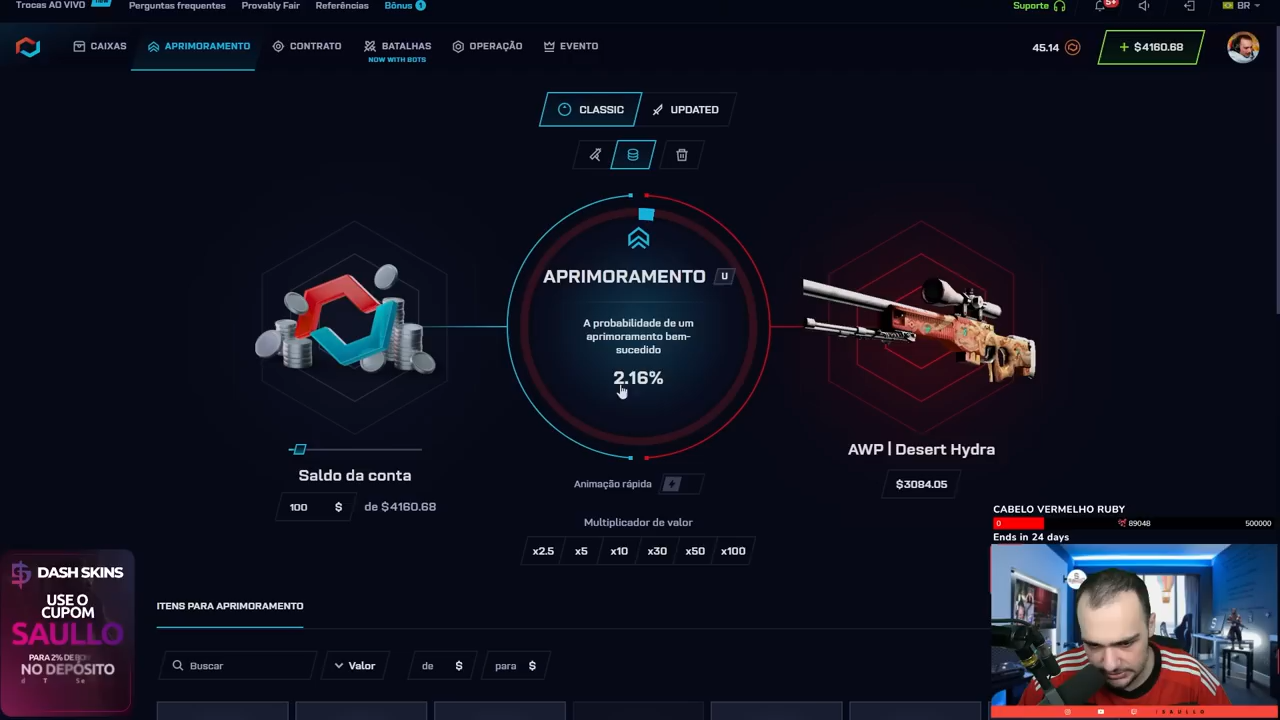 Trocas AO VIVO
Perguntas frequentes
Provably Fair
Referências
Bônus 1
Suporte
5+
BR
CAIXAS
APRIMORAMENTO
CONTRATO
BATALHAS
NOW WITH BOTS
OPERAÇÃO
EVENTO
45.14
+ $4160.68
CLASSIC
UPDATED
APRIMORAMENTO U
A probabilidade de um
aprimoramento bem-
sucedido
2.16%
Saldo da conta
100 $ de $4160.68
AWP | Desert Hydra
$3084.05
Animação rápida
Multiplicador de valor
x2.5 x5 x10 x30 x50 x100
CABELO VERMELHO RUBY
0 89048 500000
Ends in 24 days
DASH SKINS
USE O
CUPOM
SAULLO
NO DEPÓSITO
ITENS PARA APRIMORAMENTO
Buscar
Valor
de $
para $